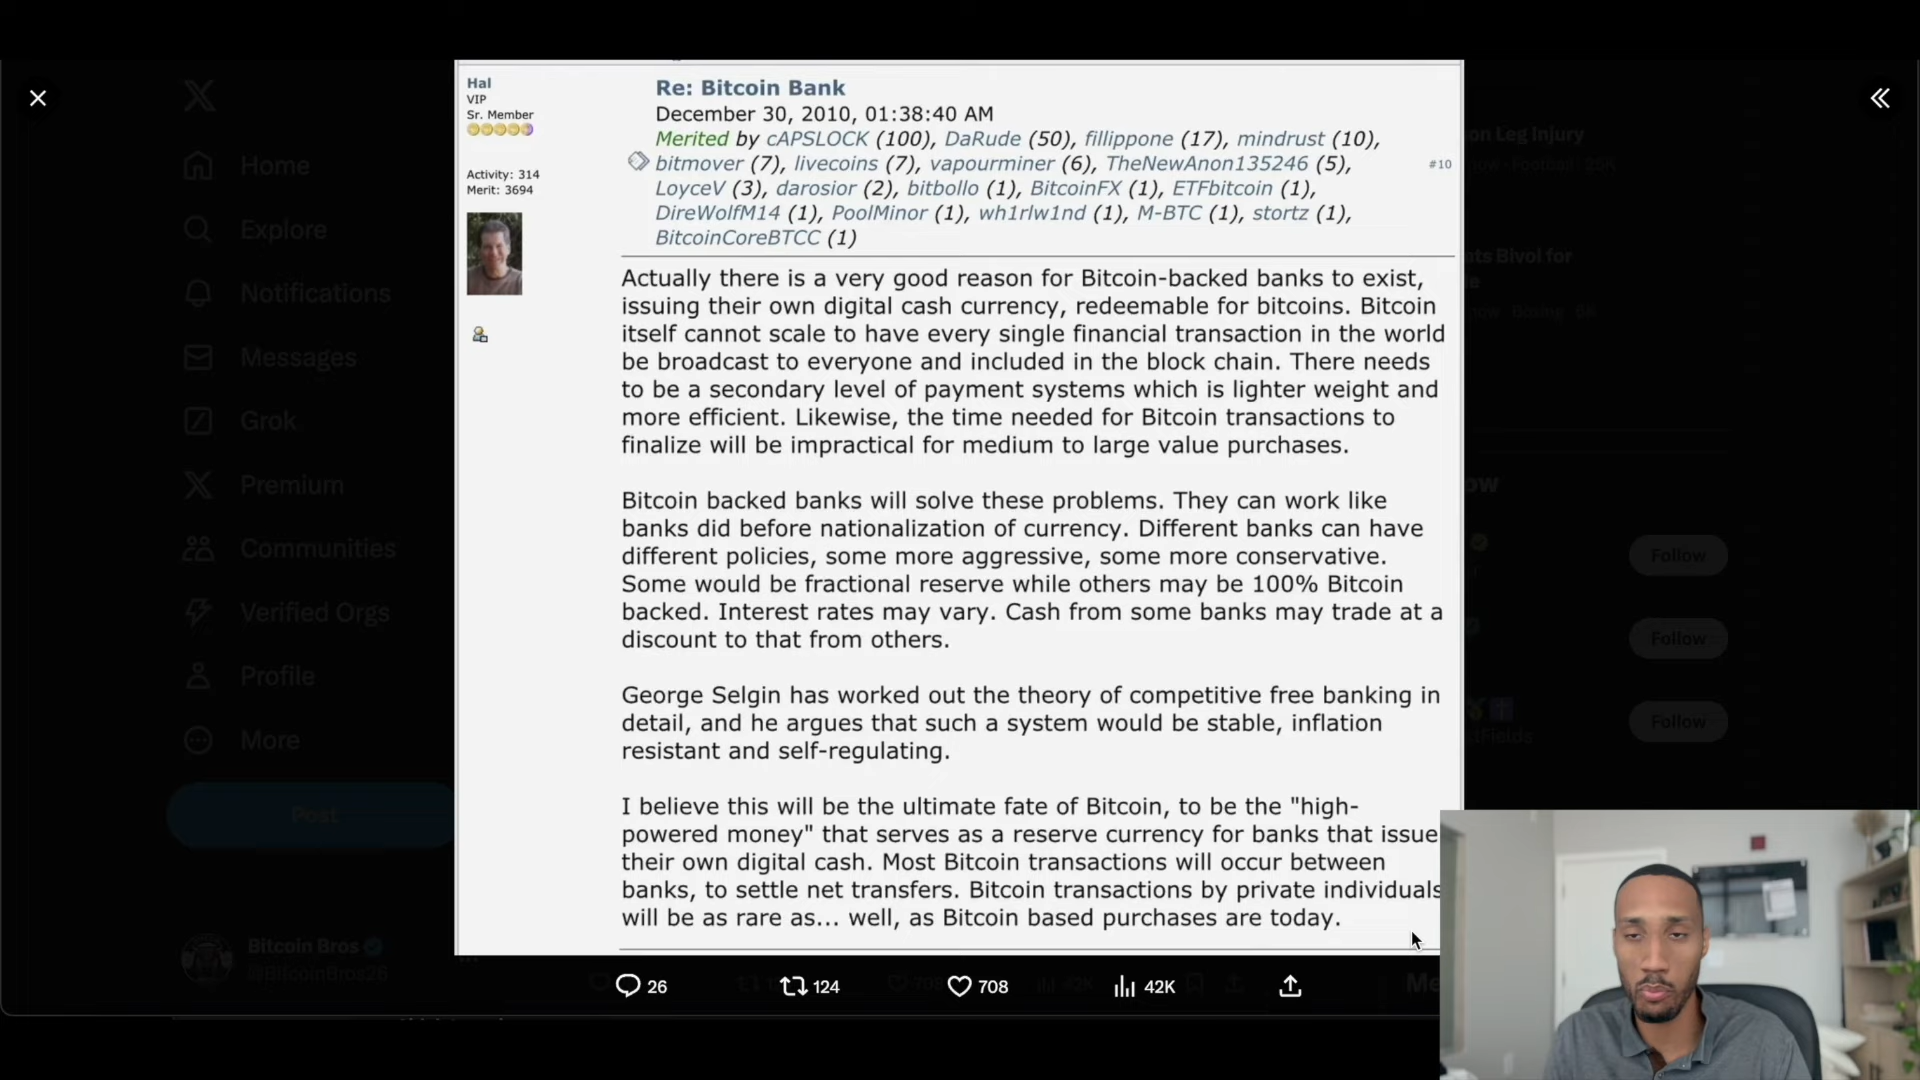 Hal
VIP
Sr. Member
Activity: 314
Merit: 3694
Re: Bitcoin Bank
December 30, 2010, 01:38:40 AM
Merited by cAPSLOCK (100), DaRude (50), fillippone (17), mindrust (10),
bitmover (7), livecoins (7), vapourminer (6), TheNewAnon135246 (5),
#10
LoyceV (3), darosior (2), bitbollo (1), BitcoinFX (1), ETFbitcoin (1),
DireWolfM14 (1), PoolMinor (1), wh1rlw1nd (1), M-BTC (1), stortz (1),
BitcoinCoreBTCC (1)
Actually there is a very good reason for Bitcoin-backed banks to exist,
issuing their own digital cash currency, redeemable for bitcoins. Bitcoin
itself cannot scale to have every single financial transaction in the world
be broadcast to everyone and included in the block chain. There needs
to be a secondary level of payment systems which is lighter weight and
more efficient. Likewise, the time needed for Bitcoin transactions to
finalize will be impractical for medium to large value purchases.
Bitcoin backed banks will solve these problems. They can work like
banks did before nationalization of currency. Different banks can have
different policies, some more aggressive, some more conservative.
Some would be fractional reserve while others may be 100% Bitcoin
backed. Interest rates may vary. Cash from some banks may trade at a
discount to that from others.
George Selgin has worked out the theory of competitive free banking in
detail, and he argues that such a system would be stable, inflation
resistant and self-regulating.
I believe this will be the ultimate fate of Bitcoin, to be the "high-
powered money" that serves as a reserve currency for banks that issue
their own digital cash. Most Bitcoin transactions will occur between
banks, to settle net transfers. Bitcoin transactions by private individuals
will be as rare as... well, as Bitcoin based purchases are today.
26
124
708
42K
Home
Explore
Notifications
Messages
Grok
Premium
Communities
Verified Orgs
Profile
More
Post
Bitcoin Bros
@BitcoinBros26
on Leg Injury
nts Bivol for
Follow
Follow
Follow